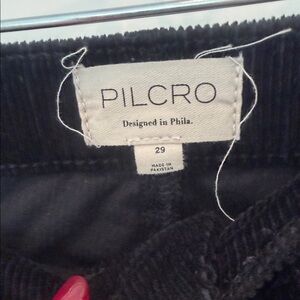 PILCRO
Designed in Phila.
29
MADE IN
PAKISTAN